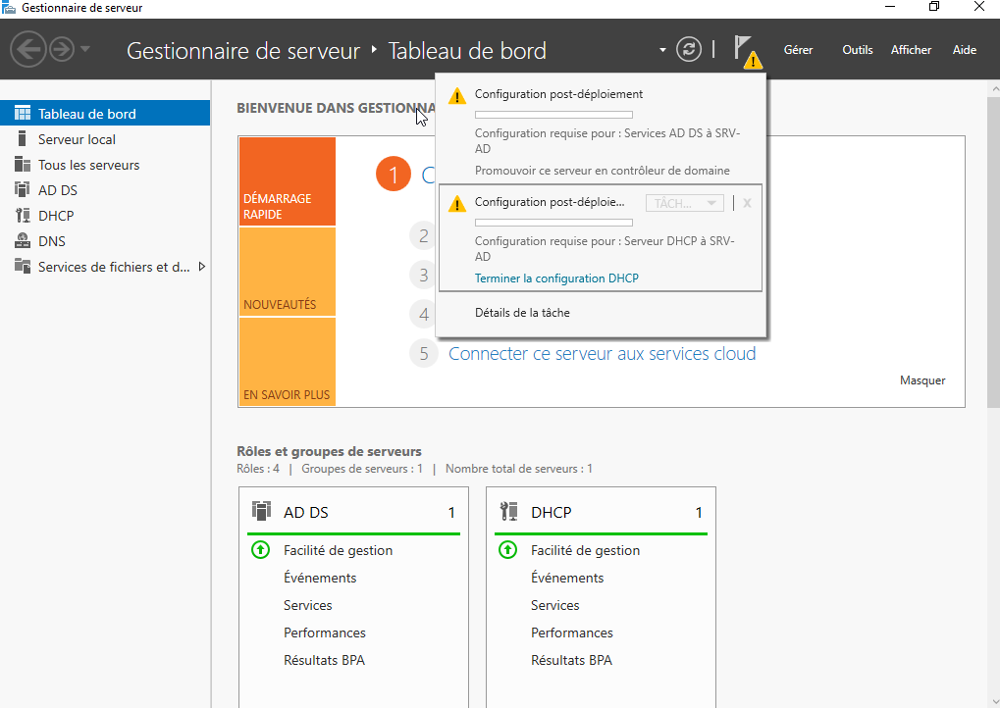 Gestionnaire de serveur
Gestionnaire de serveur ‣ Tableau de bord
Gérer Outils Afficher Aide
Tableau de bord
Serveur local
Tous les serveurs
AD DS
DHCP
DNS
Services de fichiers et d...
BIENVENUE DANS GESTIONNA
DÉMARRAGE
RAPIDE
NOUVEAUTÉS
EN SAVOIR PLUS
1 C
2
3
4
5 Connecter ce serveur aux services cloud
Masquer
Configuration post-déploiement
Configuration requise pour : Services AD DS à SRV-
AD
Promouvoir ce serveur en contrôleur de domaine
Configuration post-déploie... TÂCH... X
Configuration requise pour : Serveur DHCP à SRV-
AD
Terminer la configuration DHCP
Détails de la tâche
Rôles et groupes de serveurs
Rôles : 4 | Groupes de serveurs : 1 | Nombre total de serveurs : 1
AD DS 1
Facilité de gestion
Événements
Services
Performances
Résultats BPA
DHCP 1
Facilité de gestion
Événements
Services
Performances
Résultats BPA